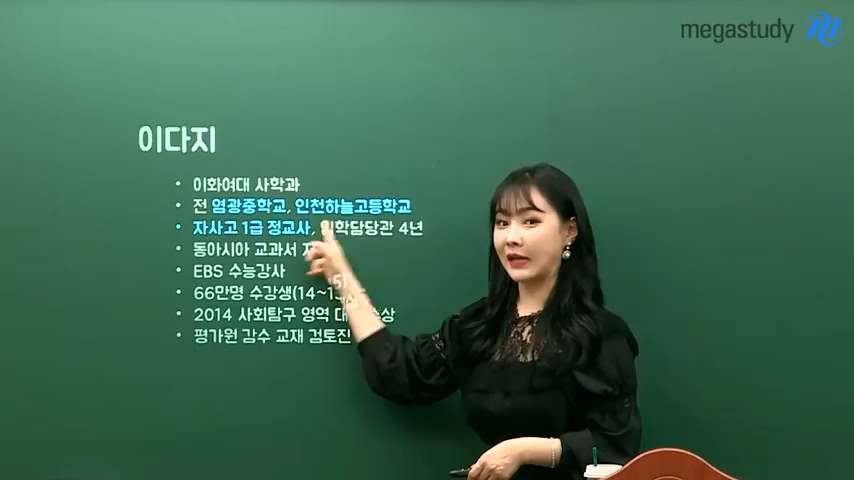 megastudy
이다지
• 이화여대 사학과
• 전 염광중학교, 인천하늘고등학교
• 자사고 1급 정교사, 입학담당관 4년
• 동아시아 교과서
• EBS 수능강사
• 66만명 수강생(14~
• 2014 사회탐구 영역
• 평가원 감수 교재 검토진